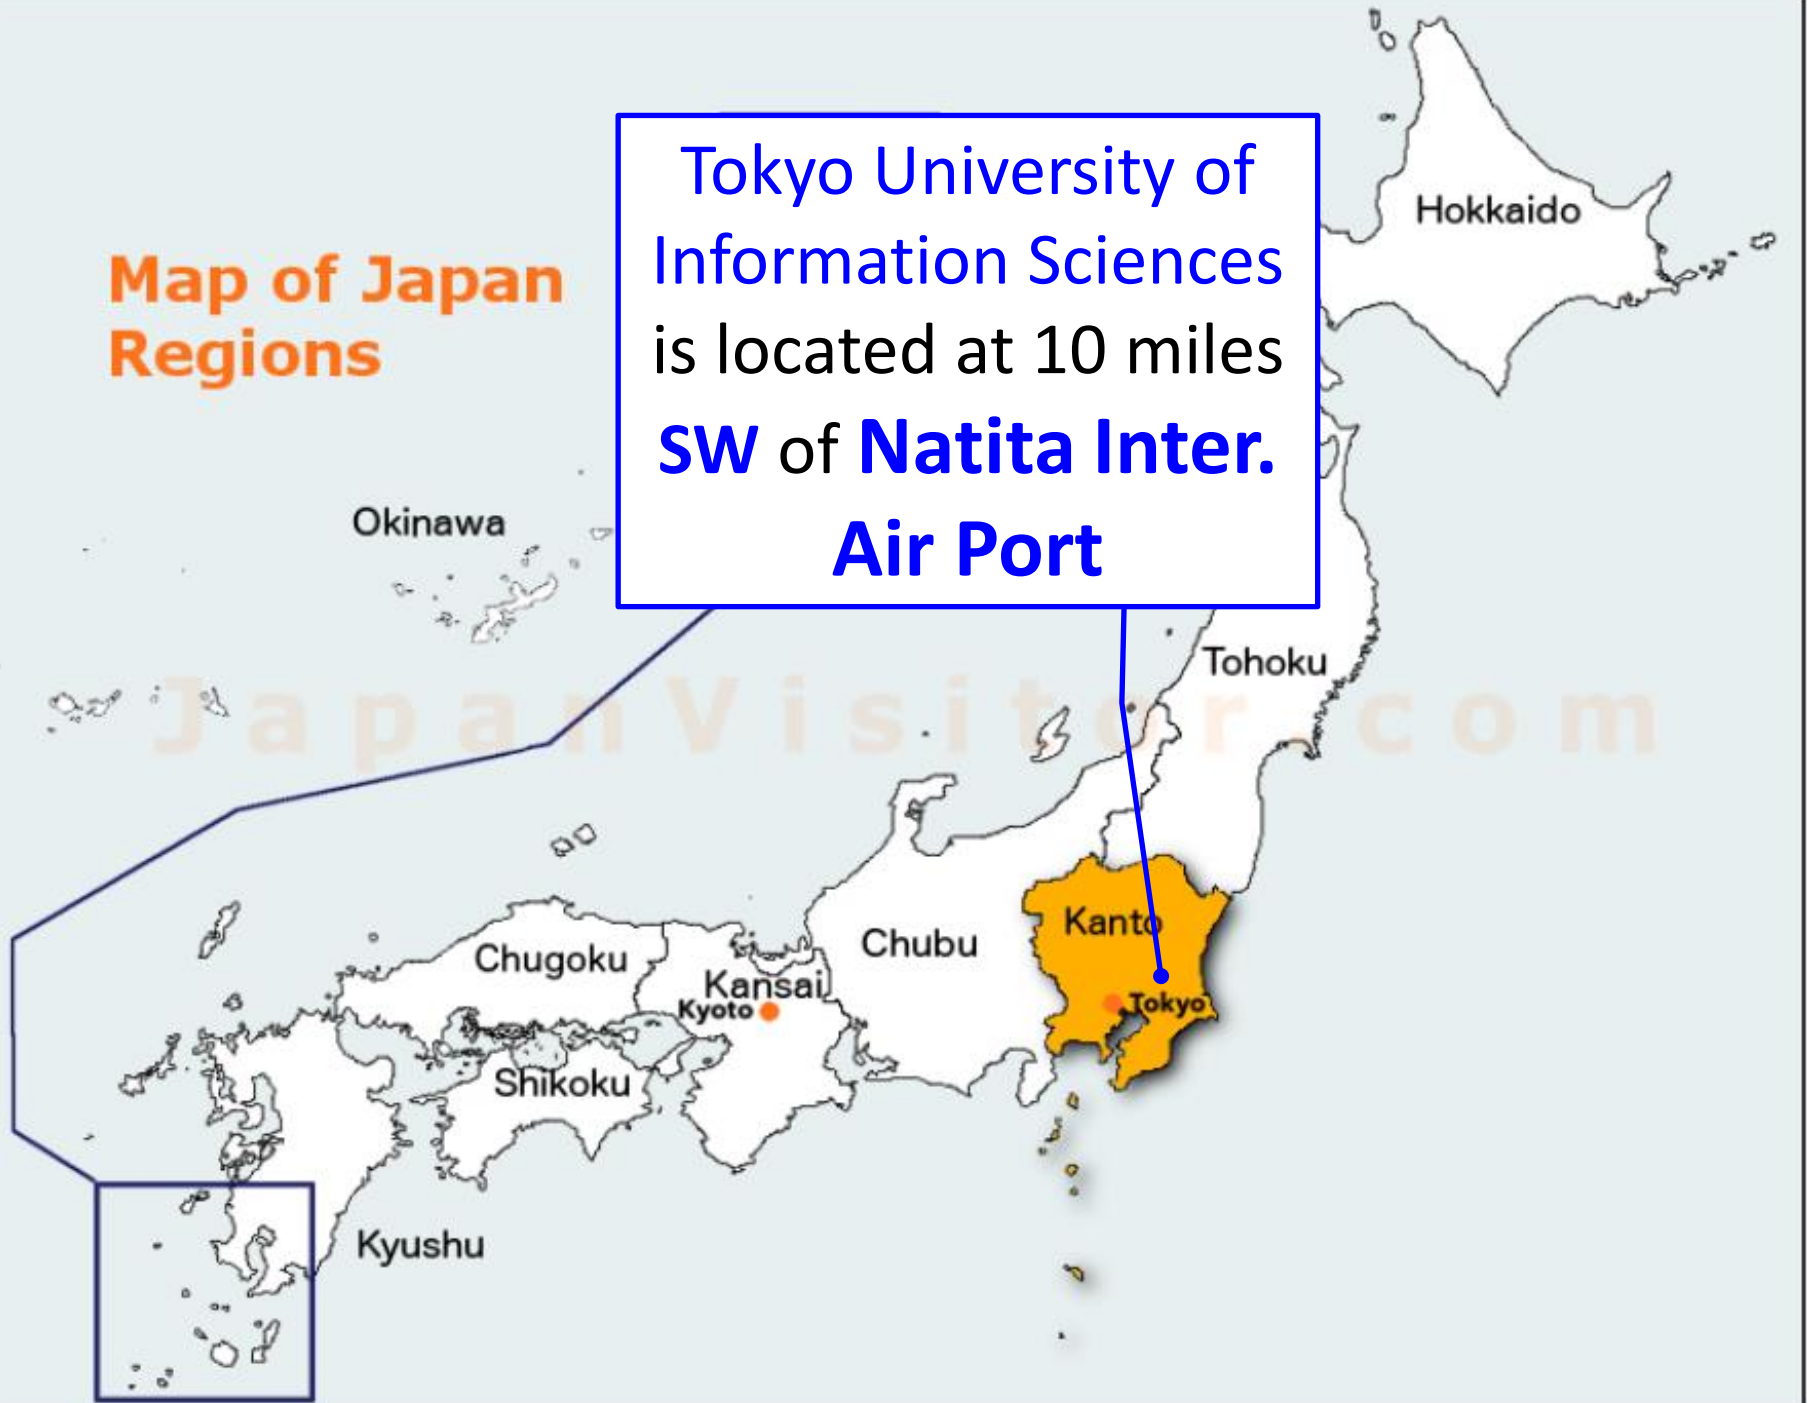 Tokyo University of
Information Sciences
is located at 10 miles
SW of Natita Inter.
Air Port
Map of Japan
Regions
Hokkaido
Okinawa
Tohoku
JapanVisitor.com
Kanto
Chubu
Chugoku
Kansai
Kyoto
Tokyo
Shikoku
Kyushu